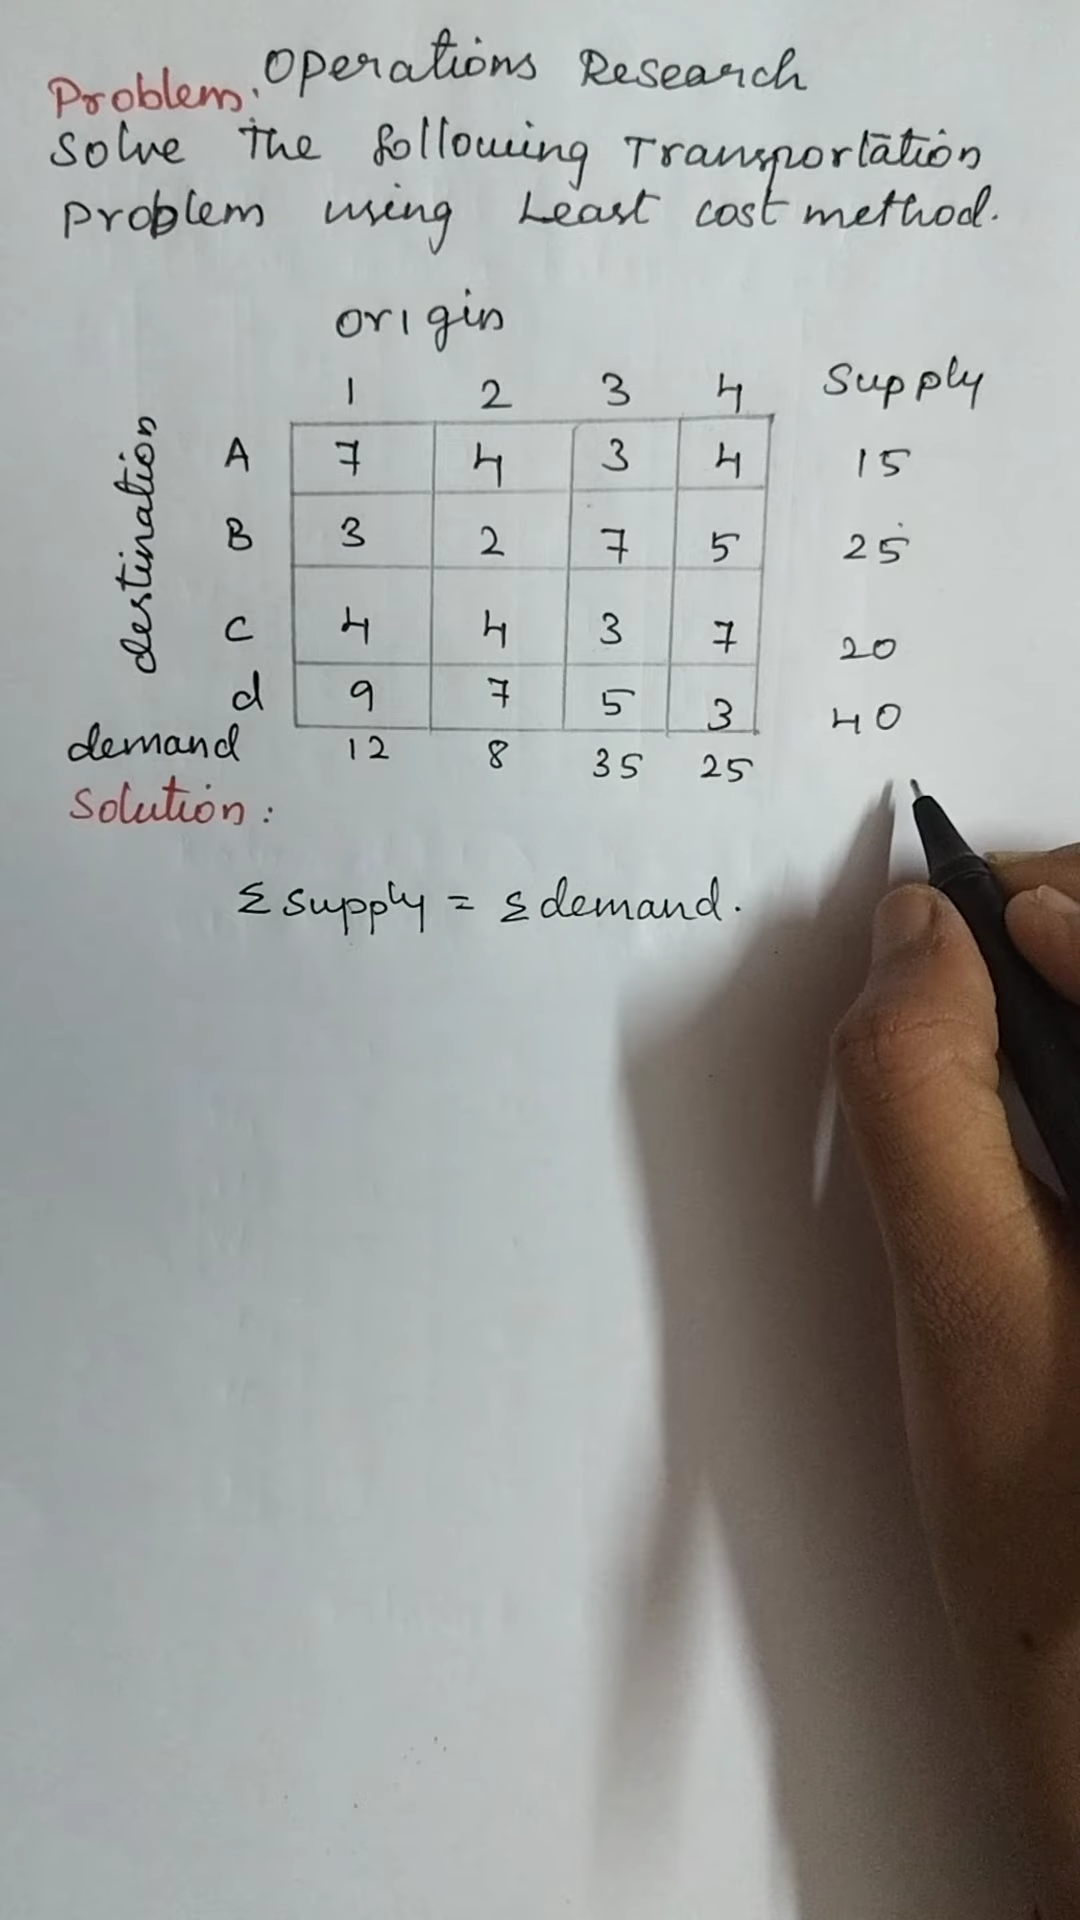 Operations Research
Problem.
Solve the following Transportation
Problem using Least cost method.
origin
1 2 3 4 Supply
destination
A 7 4 3 4 15
B 3 2 7 5 25
C 4 4 3 7 20
d 9 7 5 3 40
demand 12 8 35 25
Solution:
Σ supply = Σ demand.